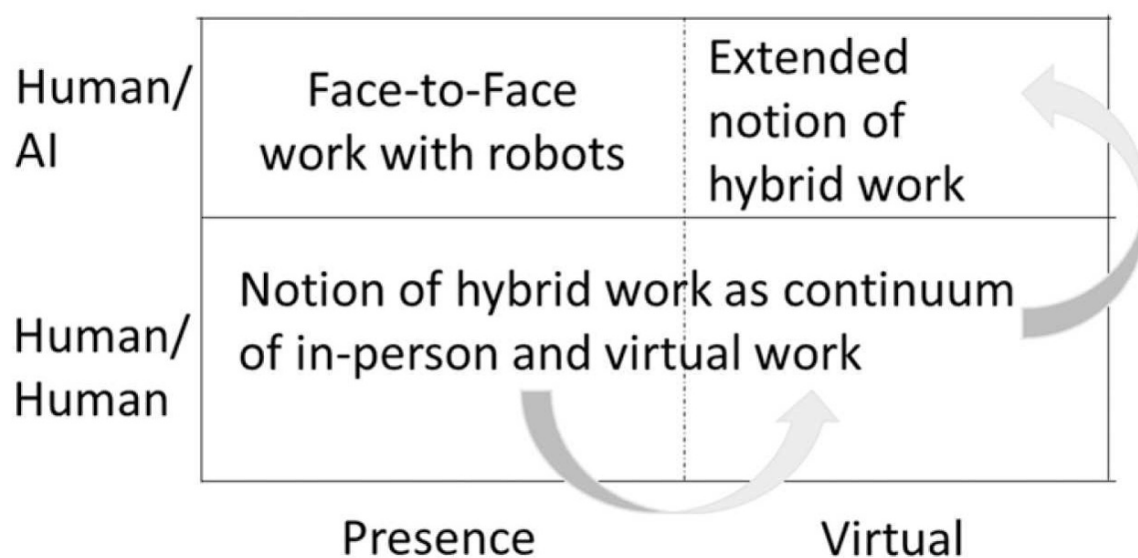 Human/
AI
Face-to-Face
work with robots
Extended
notion of
hybrid work
Human/
Human
Notion of hybrid work as continuum
of in-person and virtual work
Presence
Virtual